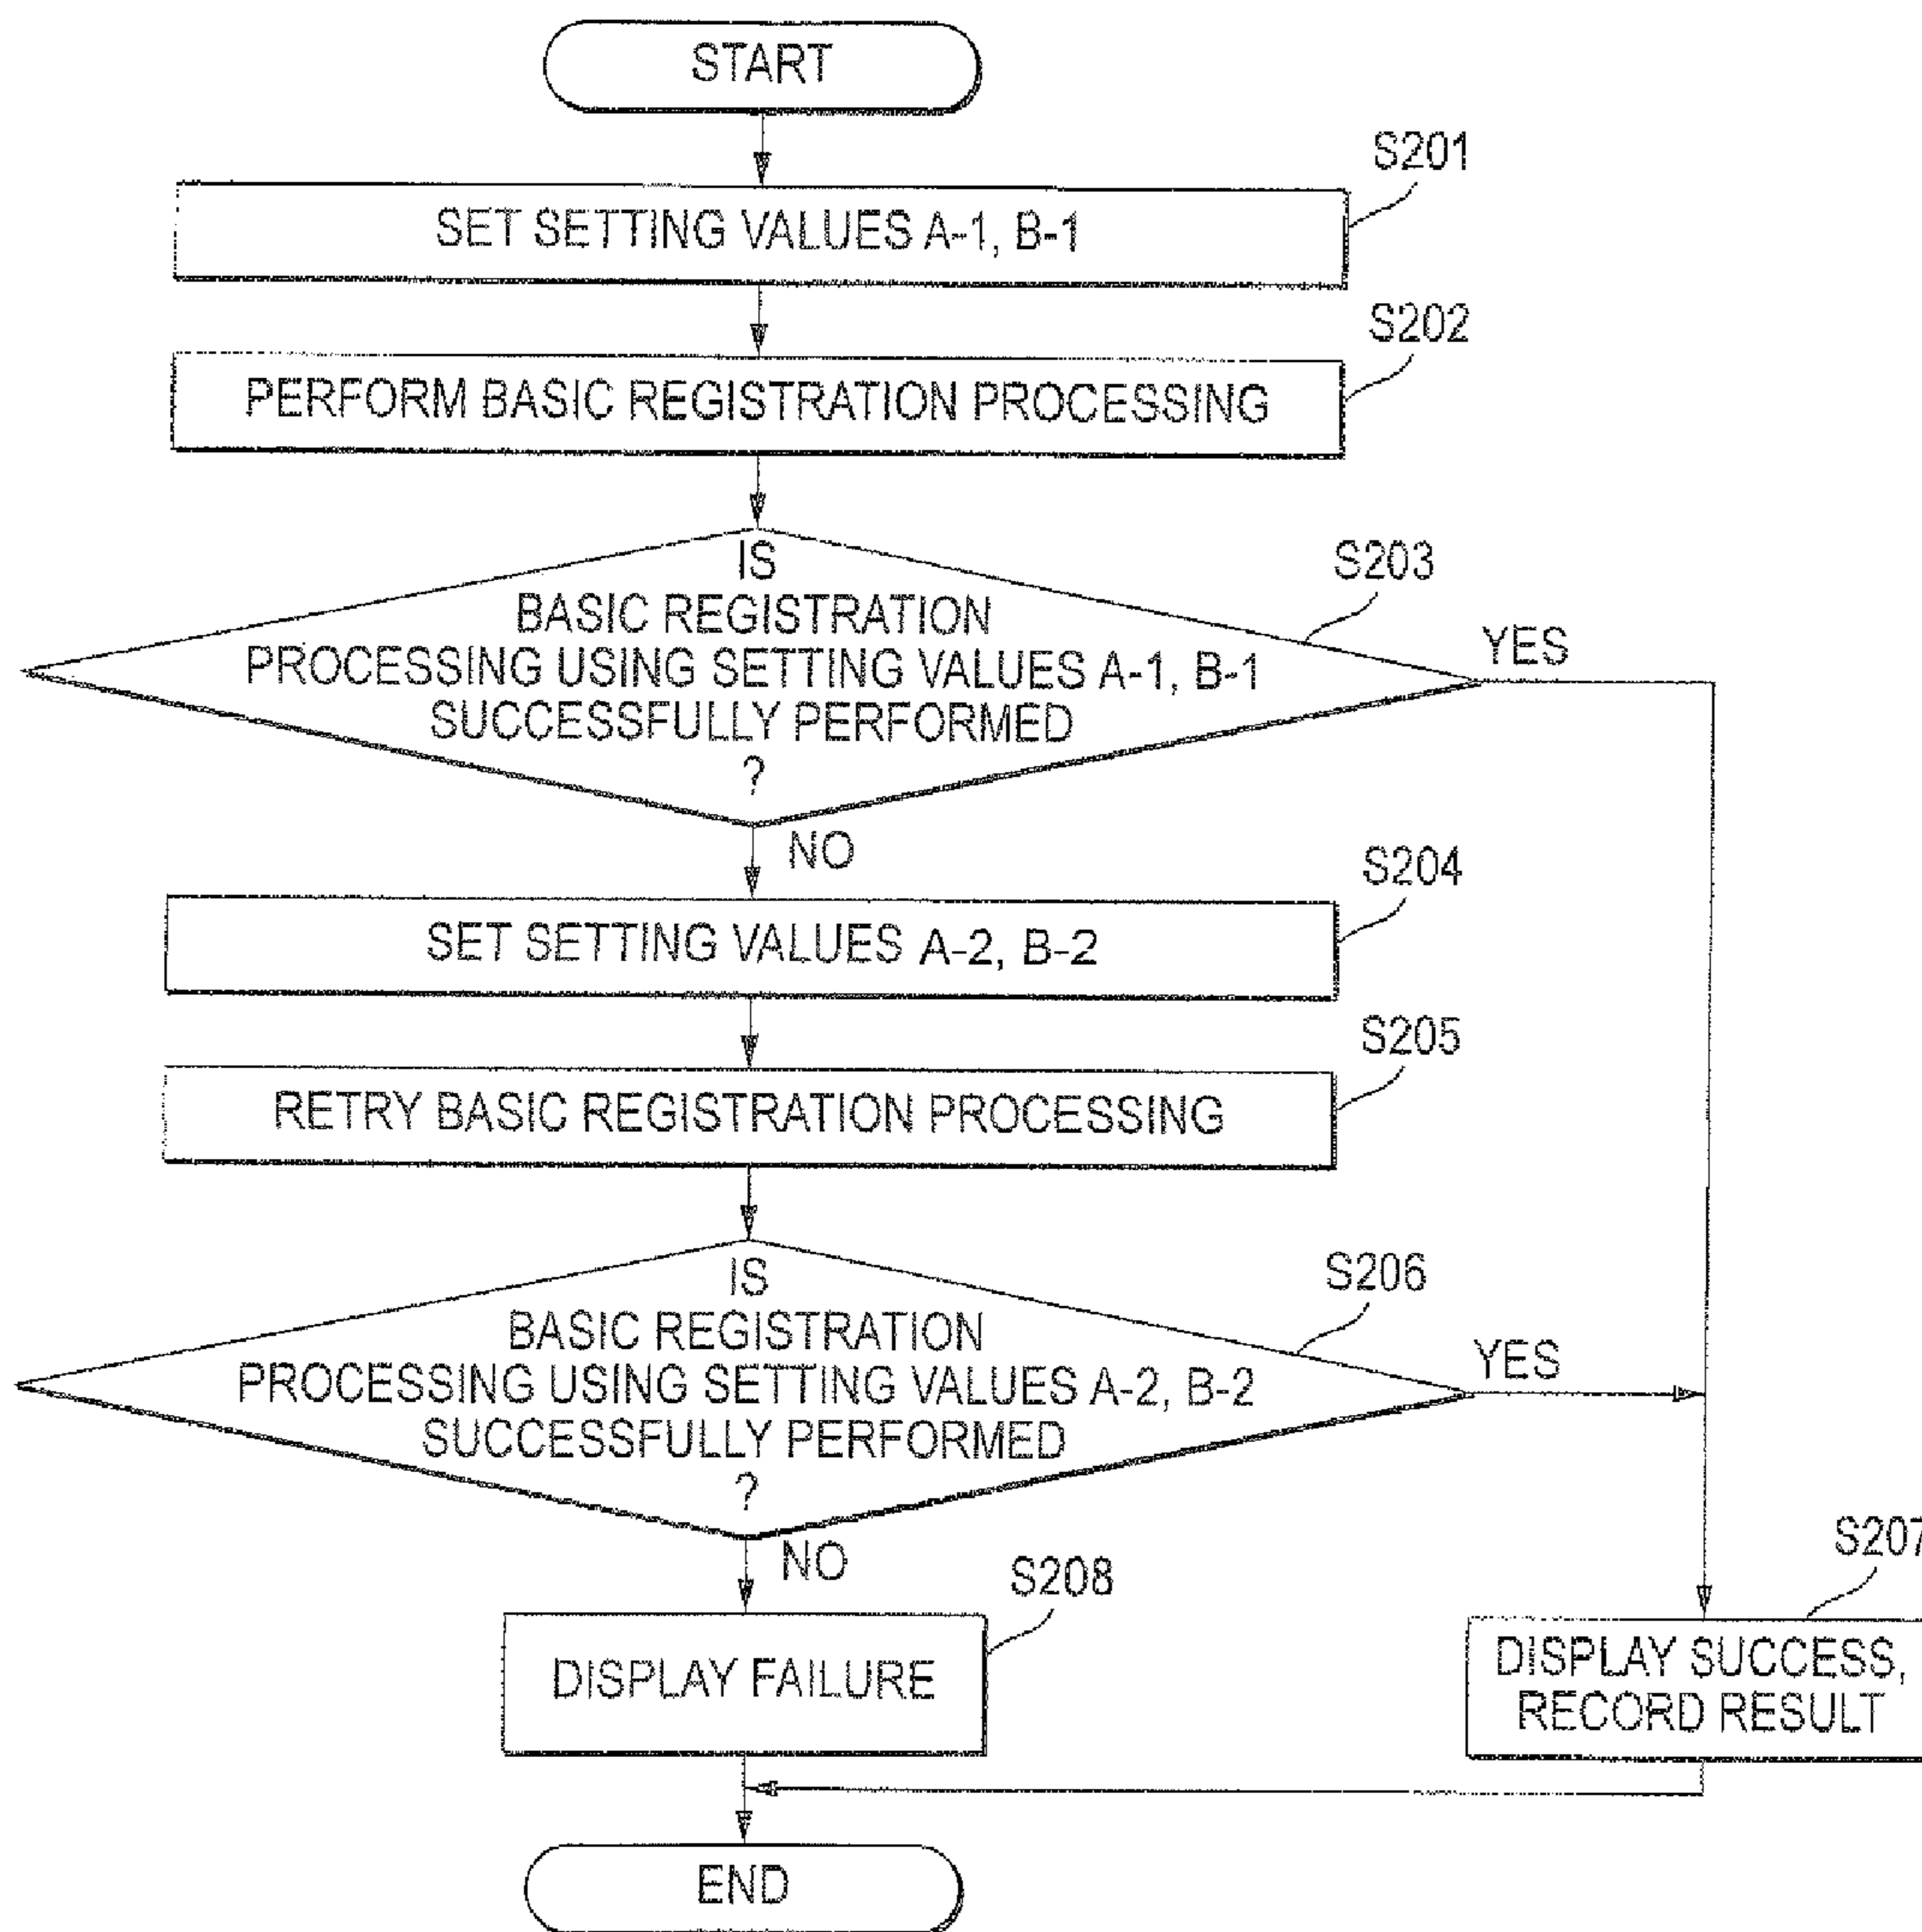 START
S201
SET SETTING VALUES A-1, B-1
S202
PERFORM BASIC REGISTRATION PROCESSING
S203
IS
BASIC REGISTRATION
PROCESSING USING SETTING VALUES A-1, B-1
SUCCESSFULLY PERFORMED
?
YES
NO
S204
SET SETTING VALUES A-2, B-2
S205
RETRY BASIC REGISTRATION PROCESSING
S206
IS
BASIC REGISTRATION
PROCESSING USING SETTING VALUES A-2, B-2
SUCCESSFULLY PERFORMED
?
YES
NO
S208
DISPLAY FAILURE
S207
DISPLAY SUCCESS,
RECORD RESULT
END